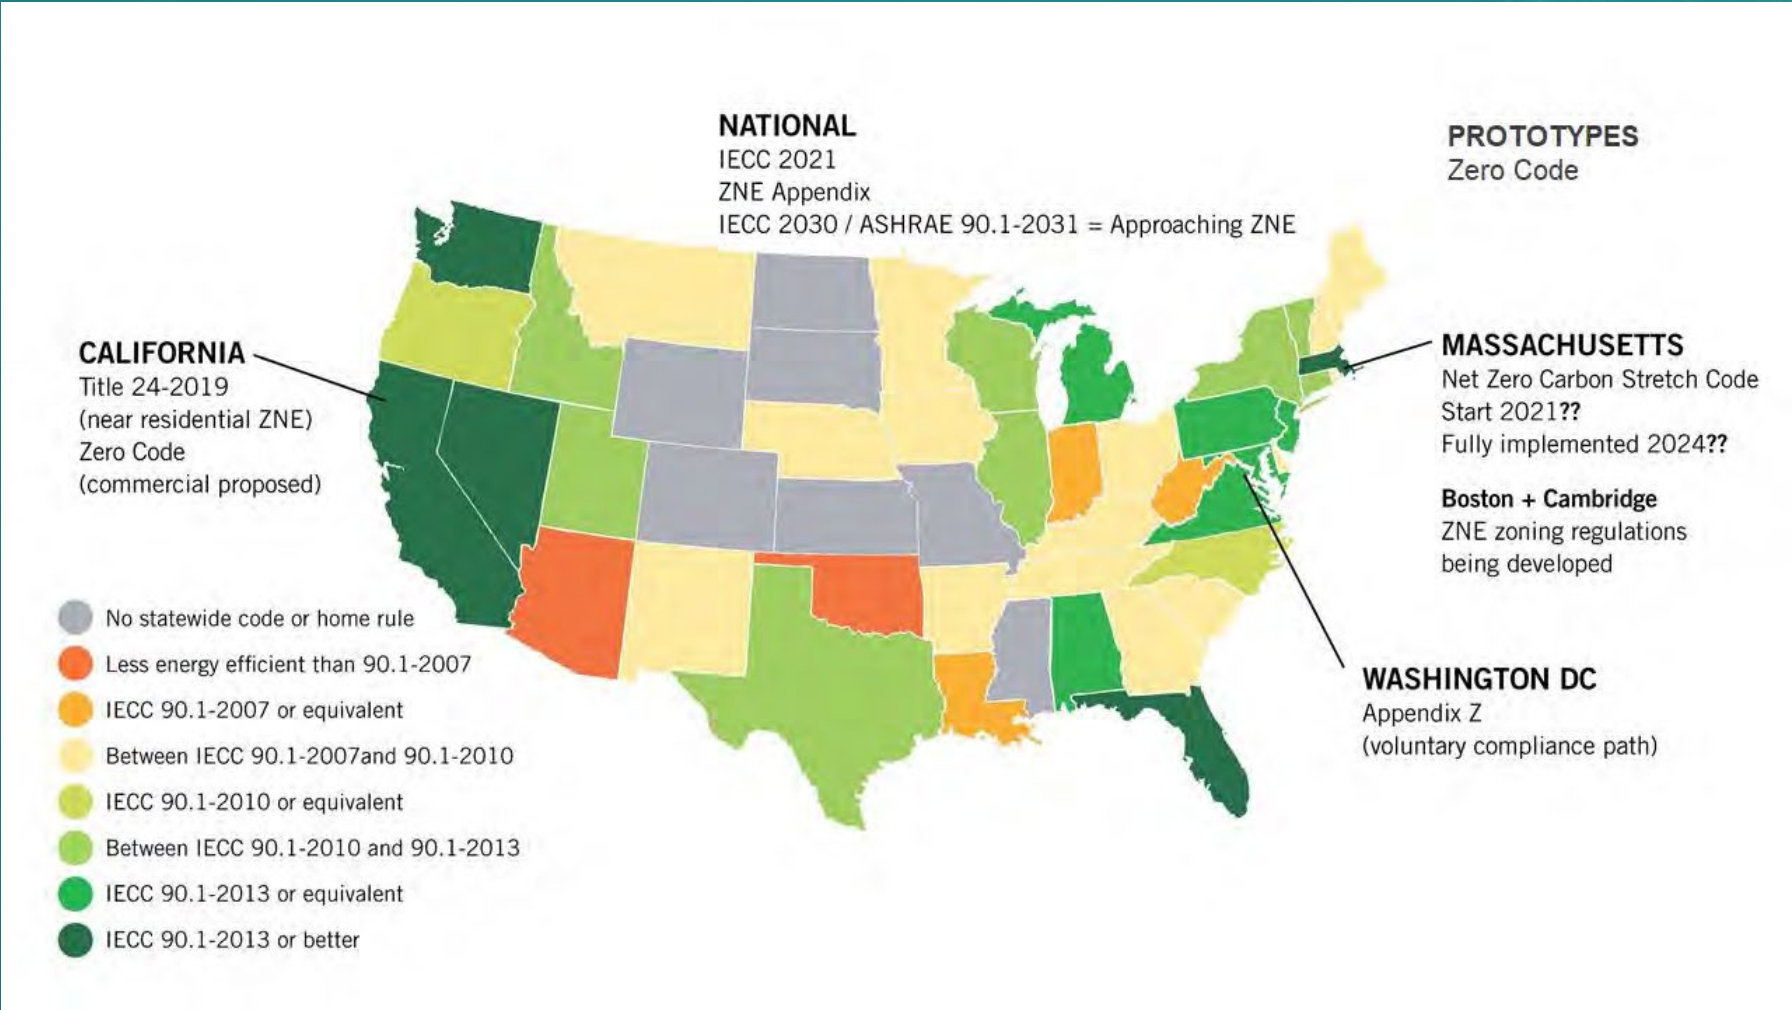 NATIONAL
IECC 2021
ZNE Appendix
IECC 2030 / ASHRAE 90.1-2031 = Approaching ZNE
PROTOTYPES
Zero Code
CALIFORNIA
Title 24-2019
(near residential ZNE)
Zero Code
(commercial proposed)
MASSACHUSETTS
Net Zero Carbon Stretch Code
Start 2021??
Fully implemented 2024??
Boston + Cambridge
ZNE zoning regulations
being developed
WASHINGTON DC
Appendix Z
(voluntary compliance path)
No statewide code or home rule
Less energy efficient than 90.1-2007
IECC 90.1-2007 or equivalent
Between IECC 90.1-2007and 90.1-2010
IECC 90.1-2010 or equivalent
Between IECC 90.1-2010 and 90.1-2013
IECC 90.1-2013 or equivalent
IECC 90.1-2013 or better